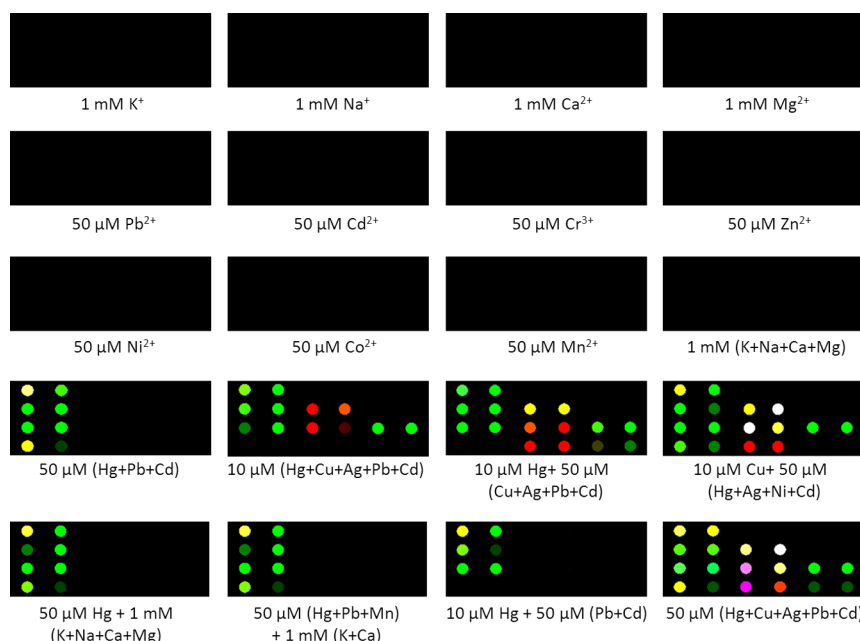 1 mM K⁺
1 mM Na⁺
1 mM Ca²⁺
1 mM Mg²⁺
50 µM Pb²⁺
50 µM Cd²⁺
50 µM Cr³⁺
50 µM Zn²⁺
50 µM Ni²⁺
50 µM Co²⁺
50 µM Mn²⁺
1 mM (K+Na+Ca+Mg)
50 µM (Hg+Pb+Cd)
10 µM (Hg+Cu+Ag+Pb+Cd)
10 µM Hg+ 50 µM
(Cu+Ag+Pb+Cd)
10 µM Cu+ 50 µM
(Hg+Ag+Ni+Cd)
50 µM Hg + 1 mM
(K+Na+Ca+Mg)
50 µM (Hg+Pb+Mn)
+ 1 mM (K+Ca)
10 µM Hg + 50 µM (Pb+Cd)
50 µM (Hg+Cu+Ag+Pb+Cd)